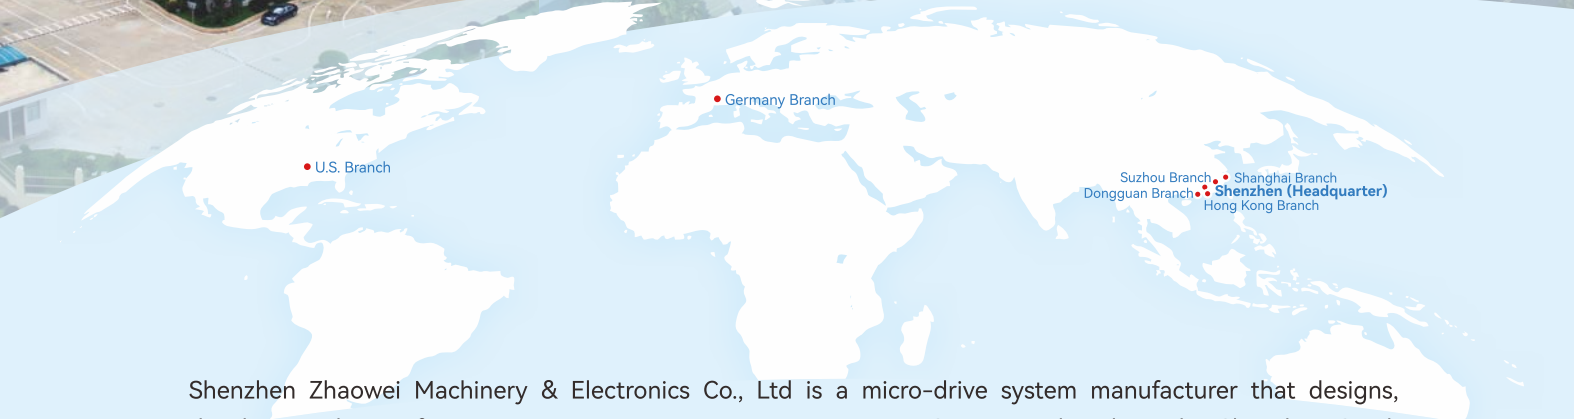 Germany Branch
U.S. Branch
Suzhou Branch
Shanghai Branch
Dongguan Branch
Shenzhen (Headquarter)
Hong Kong Branch
Shenzhen Zhaowei Machinery & Electronics Co., Ltd is a micro-drive system manufacturer that designs,